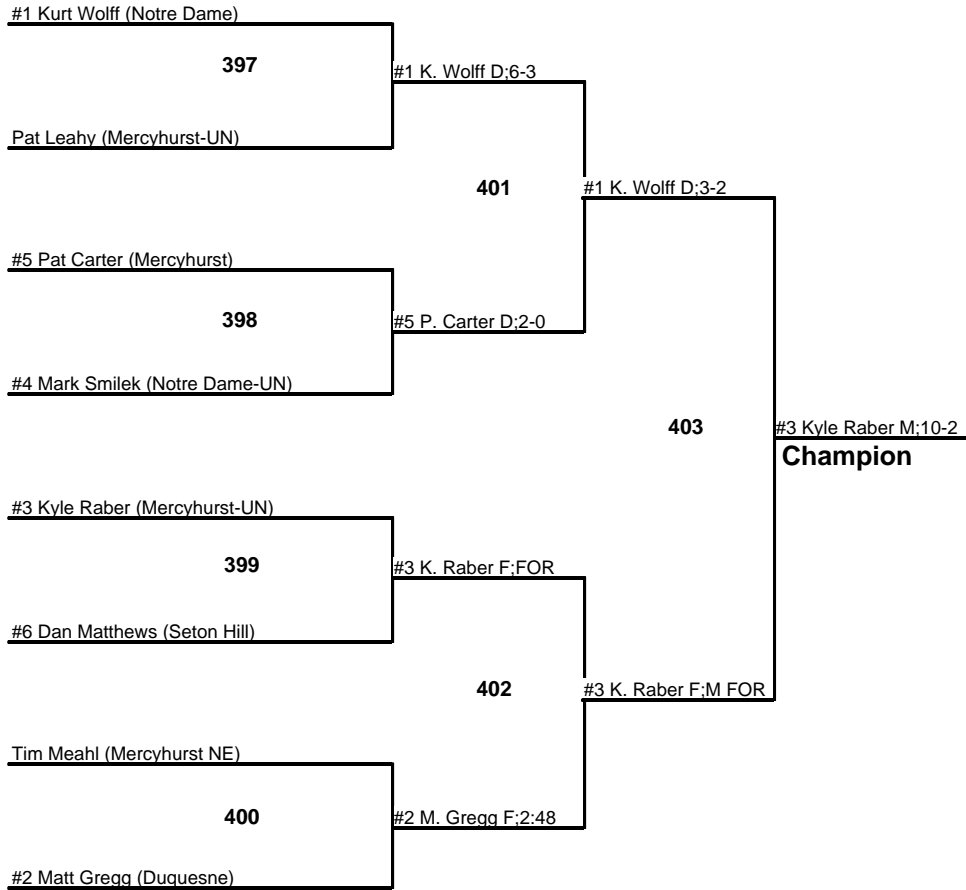 #1 Kurt Wolff (Notre Dame)
397
#1 K. Wolff D;6-3
Pat Leahy (Mercyhurst-UN)
401
#1 K. Wolff D;3-2
#5 Pat Carter (Mercyhurst)
398
#5 P. Carter D;2-0
#4 Mark Smilek (Notre Dame-UN)
403
#3 Kyle Raber M;10-2
Champion
#3 Kyle Raber (Mercyhurst-UN)
399
#3 K. Raber F;FOR
#6 Dan Matthews (Seton Hill)
402
#3 K. Raber F;M FOR
Tim Meahl (Mercyhurst NE)
400
#2 M. Gregg F;2:48
#2 Matt Gregg (Duquesne)